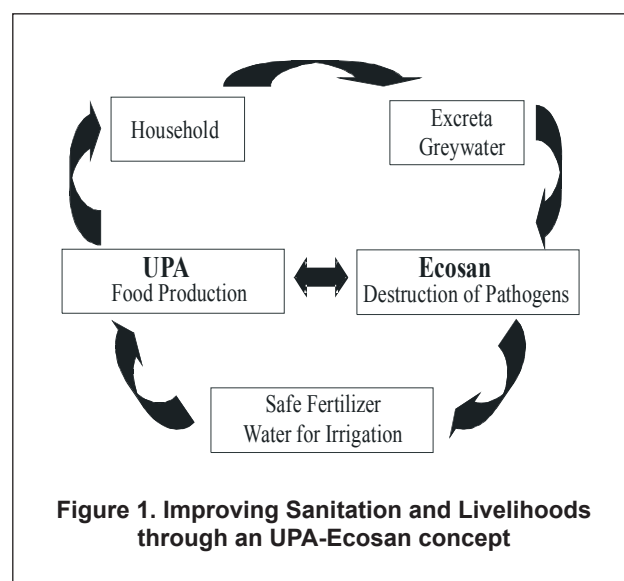 Household
Excreta
Greywater
UPA
Food Production
Ecosan
Destruction of Pathogens
Safe Fertilizer
Water for Irrigation
Figure 1. Improving Sanitation and Livelihoods
through an UPA-Ecosan concept